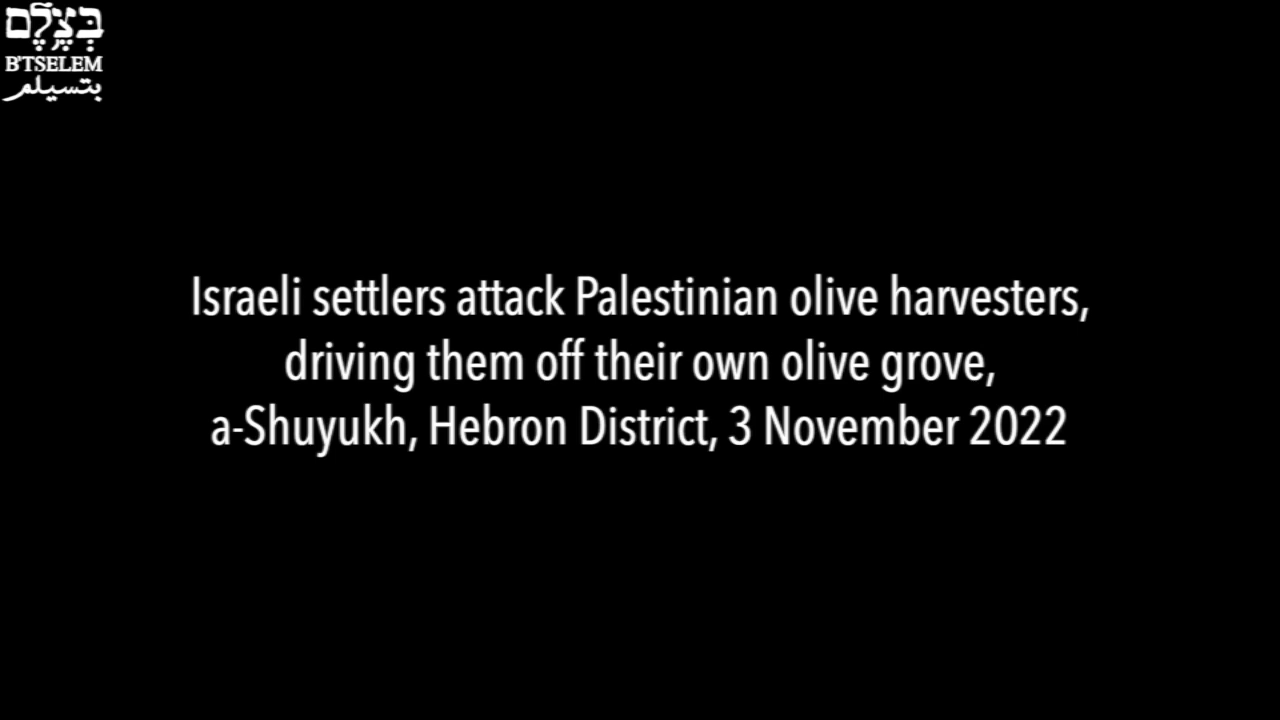 בְּצֶלֶם
B'TSELEM
بتسيلم
Israeli settlers attack Palestinian olive harvesters,
driving them off their own olive grove,
a-Shuyukh, Hebron District, 3 November 2022